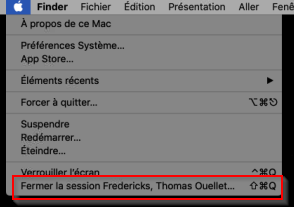 Finder Fichier Édition Présentation Aller Fenê
À propos de ce Mac
Préférences Système...
App Store...
Éléments récents
Forcer à quitter... ⌥⌘⎋
Suspendre
Redémarrer...
Éteindre...
Verrouiller l'écran ^⌘Q
Fermer la session Fredericks, Thomas Ouellet... ⇧⌘Q